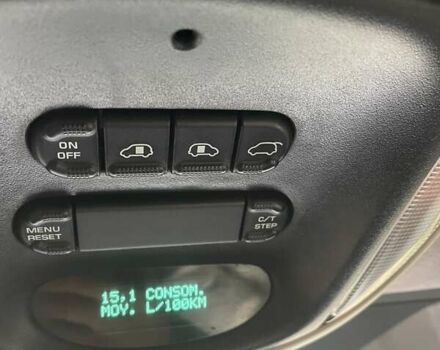 ON
OFF
MENU
RESET
C/T
STEP
15,1 CONSOM.
MOY. L/100KM